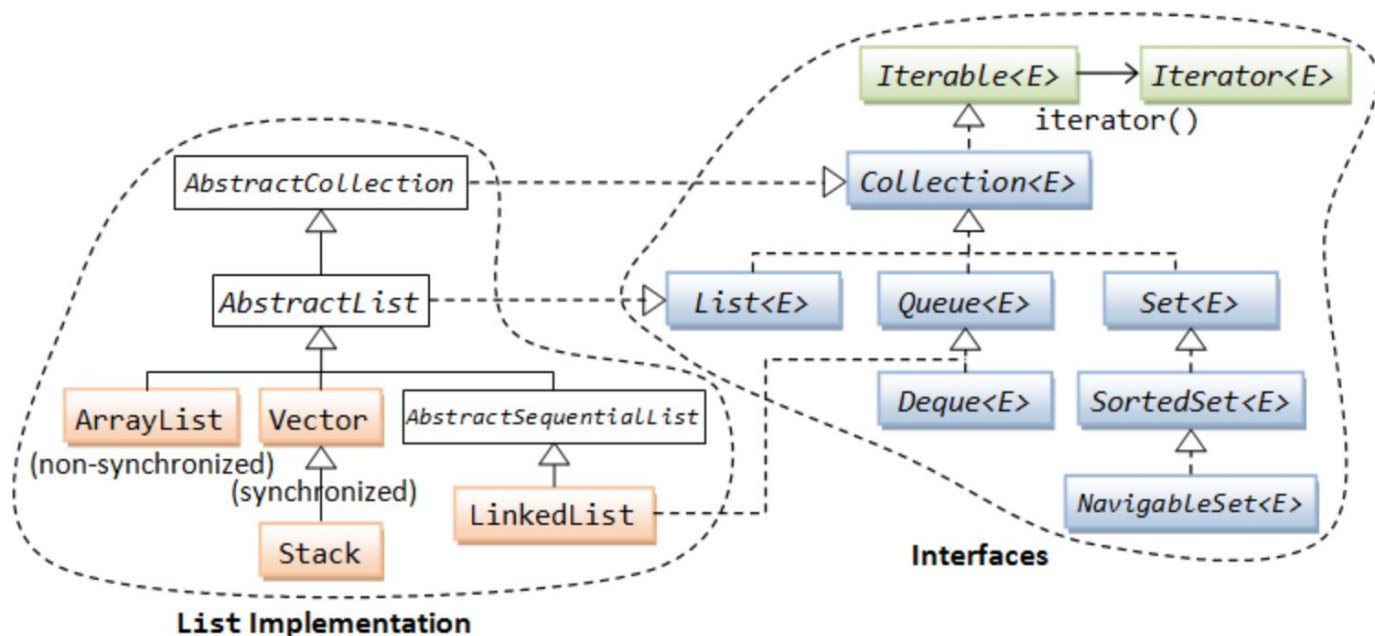 Iterable<E>
Iterator<E>
iterator()
AbstractCollection
Collection<E>
AbstractList
List<E>
Queue<E>
Set<E>
ArrayList
Vector
AbstractSequentialList
Deque<E>
SortedSet<E>
(non-synchronized)
(synchronized)
LinkedList
NavigableSet<E>
Stack
Interfaces
List Implementation